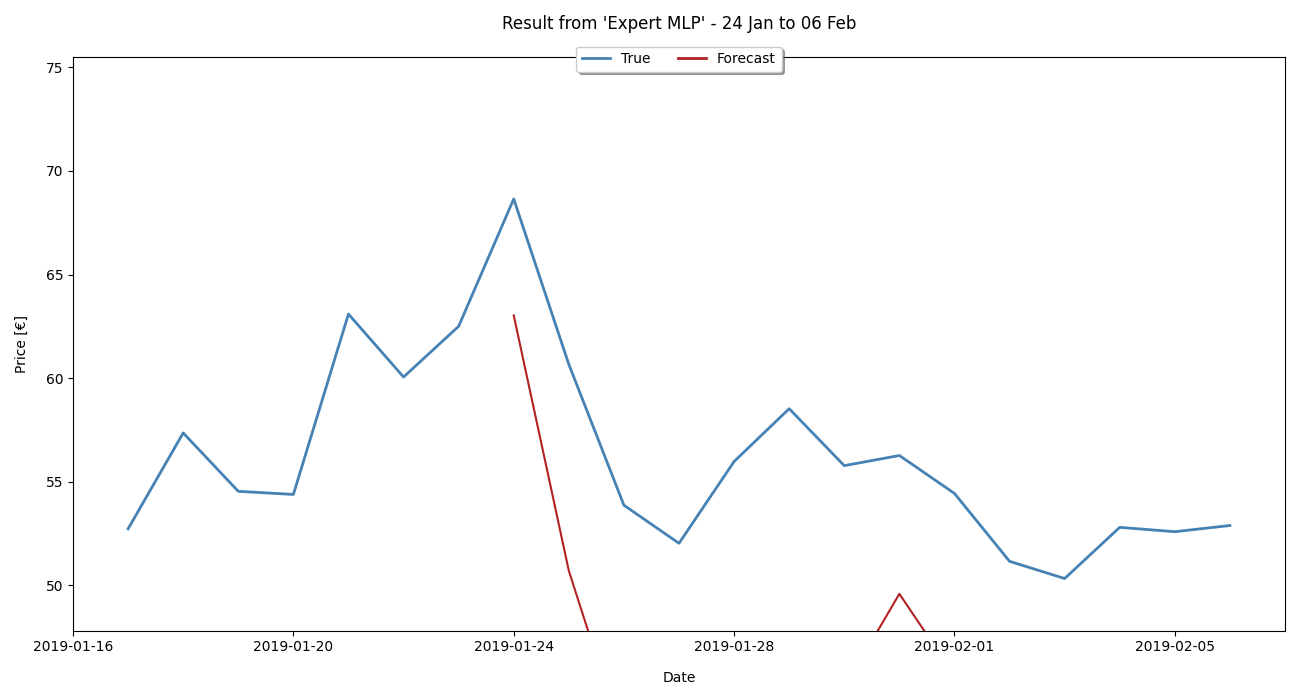 Result from 'Expert MLP' - 24 Jan to 06 Feb
True Forecast
75
70
65
60
55
50
Price [€]
2019-01-16 2019-01-20 2019-01-24 2019-01-28 2019-02-01 2019-02-05
Date